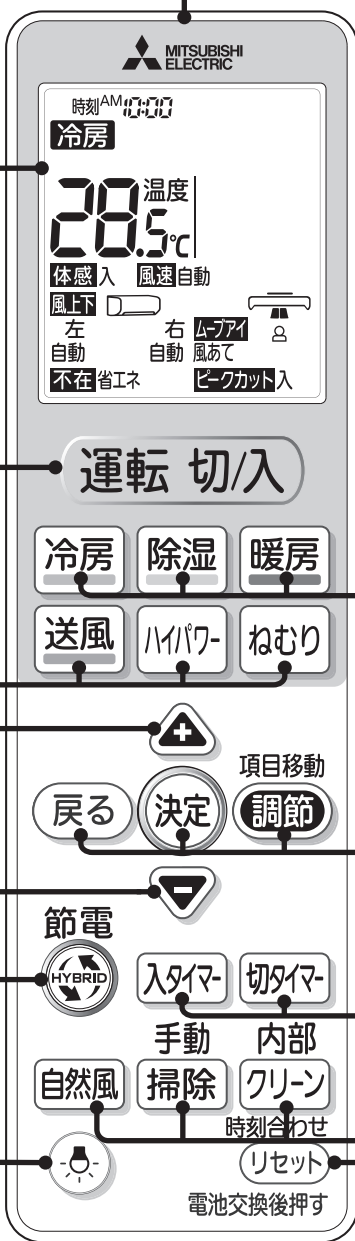 MITSUBISHI
ELECTRIC
時刻AM10:00
冷房
28.5℃ 温度
体感 入 風速 自動
風上下
左 右 ムーブアイ
自動 自動 風あて
不在 省エネ ピークカット 入
運転 切/入
冷房 除湿 暖房
送風 ハイパワー ねむり
+
項目移動
戻る 決定 調節
-
節電
HYBRID 入タイマー 切タイマー
手動 内部
自然風 掃除 クリーン
時刻合わせ
リセット
電池交換後押す